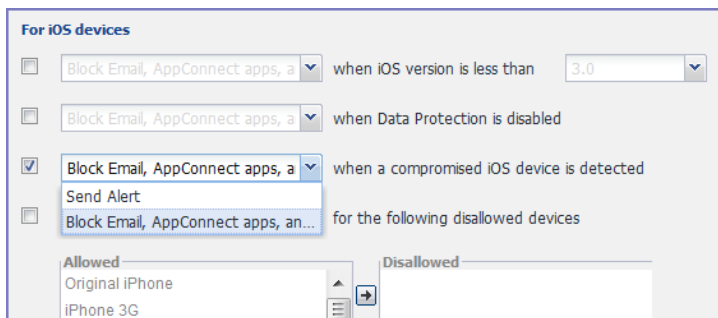 For iOS devices
Block Email, AppConnect apps, a when iOS version is less than 3.0
Block Email, AppConnect apps, a when Data Protection is disabled
Block Email, AppConnect apps, a when a compromised iOS device is detected
Send Alert
Block Email, AppConnect apps, an... for the following disallowed devices
Allowed Disallowed
Original iPhone
iPhone 3G